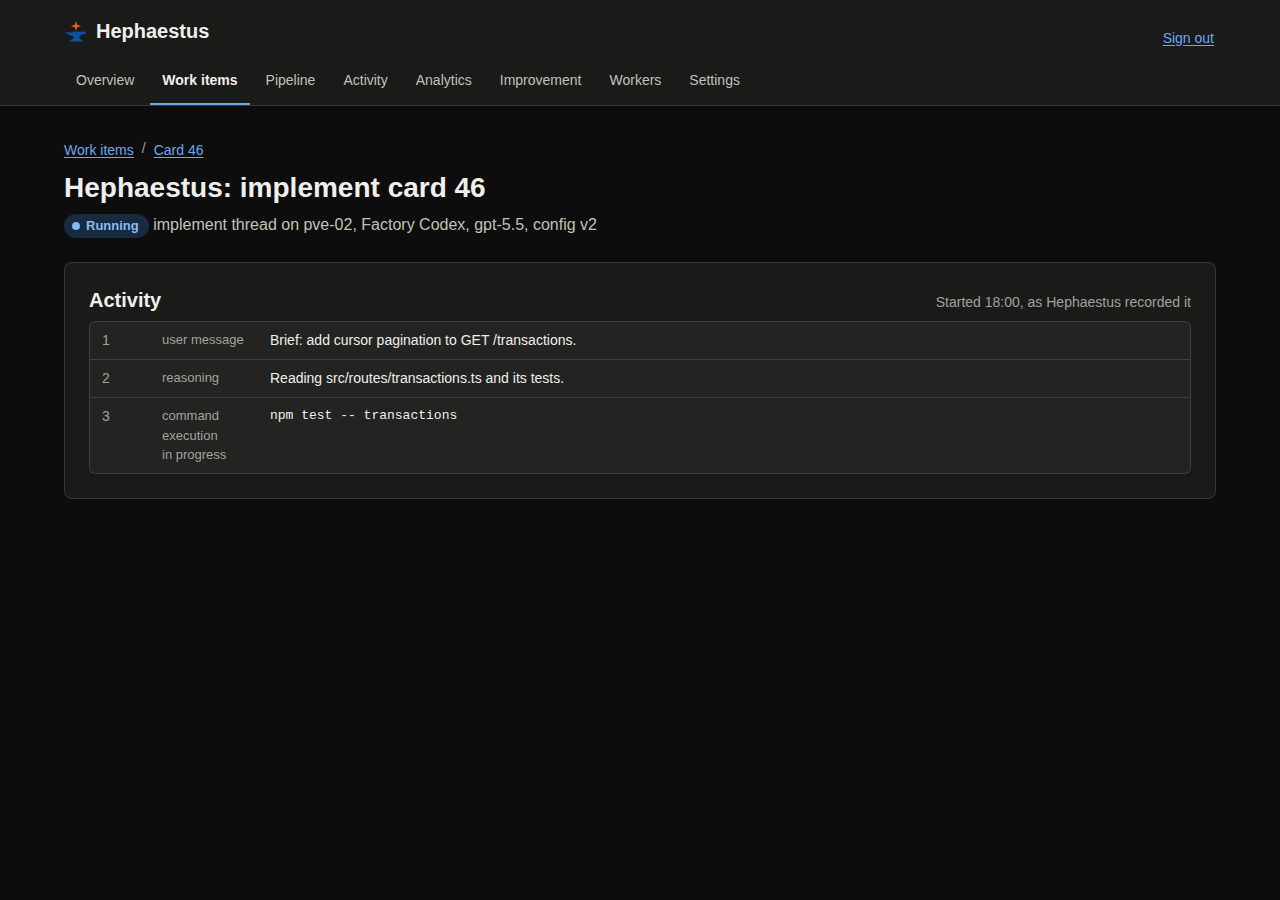 Hephaestus
Sign out
Overview Work items Pipeline Activity Analytics Improvement Workers Settings
Work items / Card 46
Hephaestus: implement card 46
Running implement thread on pve-02, Factory Codex, gpt-5.5, config v2
Activity
Started 18:00, as Hephaestus recorded it
1 user message Brief: add cursor pagination to GET /transactions.
2 reasoning Reading src/routes/transactions.ts and its tests.
3 command npm test -- transactions
execution
in progress